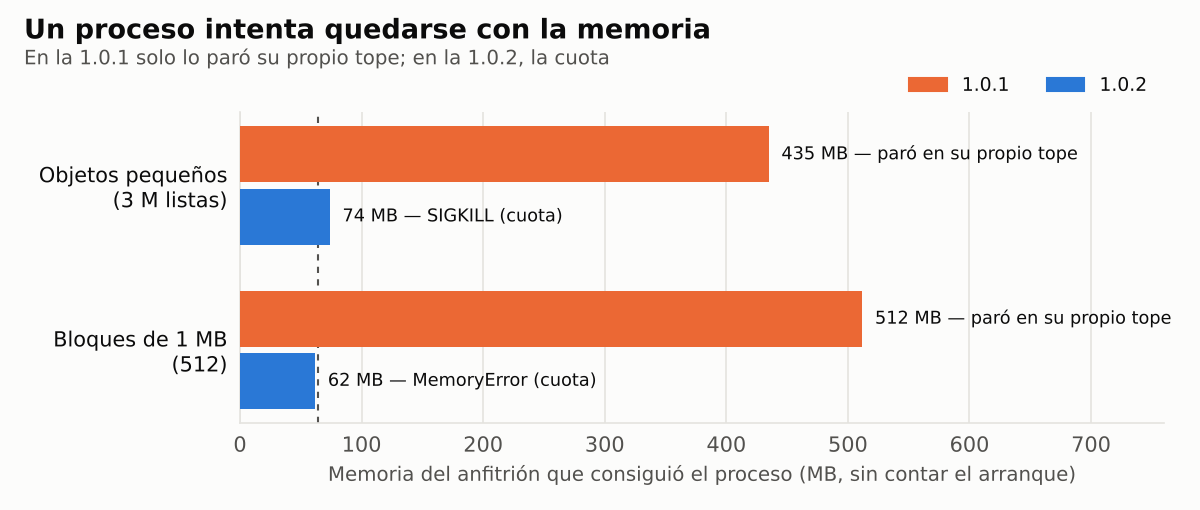 Un proceso intenta quedarse con la memoria
En la 1.0.1 solo lo paró su propio tope; en la 1.0.2, la cuota
1.0.1 1.0.2
435 MB — paró en su propio tope
Objetos pequeños
(3 M listas)
74 MB — SIGKILL (cuota)
512 MB — paró en su propio tope
Bloques de 1 MB
(512)
62 MB — MemoryError (cuota)
0 100 200 300 400 500 600 700
Memoria del anfitrión que consiguió el proceso (MB, sin contar el arranque)